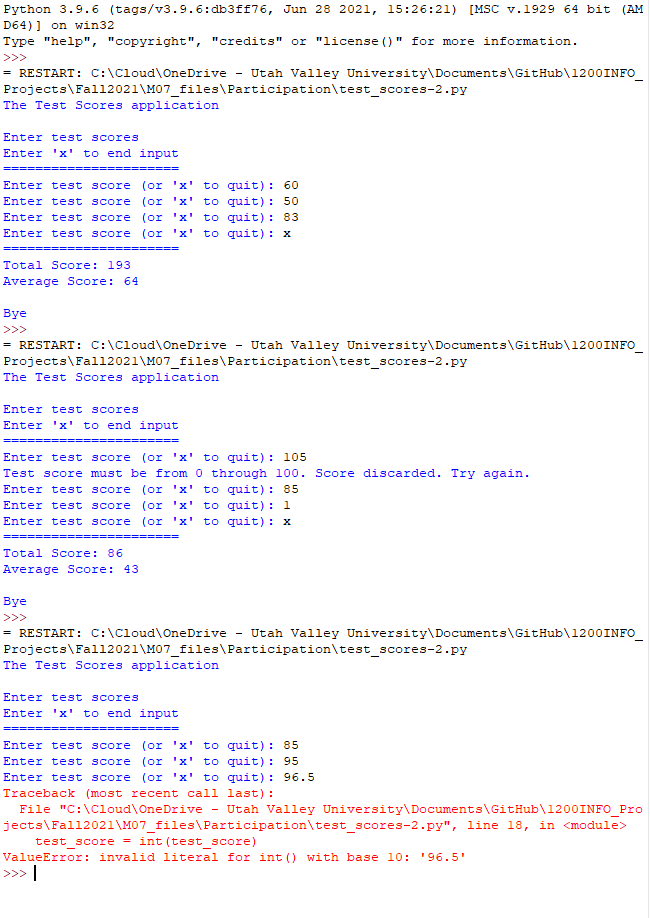 Python 3.9.6 (tags/v3.9.6:db3ff76, Jun 28 2021, 15:26:21) [MSC v.1929 64 bit (AM
D64)] on win32
Type "help", "copyright", "credits" or "license()" for more information.
>>>
= RESTART: C:\Cloud\OneDrive - Utah Valley University\Documents\GitHub\1200INFO_
Projects\Fall2021\M07_files\Participation\test_scores-2.py
The Test Scores application

Enter test scores
Enter 'x' to end input
======================
Enter test score (or 'x' to quit): 60
Enter test score (or 'x' to quit): 50
Enter test score (or 'x' to quit): 83
Enter test score (or 'x' to quit): x
======================
Total Score: 193
Average Score: 64

Bye
>>>
= RESTART: C:\Cloud\OneDrive - Utah Valley University\Documents\GitHub\1200INFO_
Projects\Fall2021\M07_files\Participation\test_scores-2.py
The Test Scores application

Enter test scores
Enter 'x' to end input
======================
Enter test score (or 'x' to quit): 105
Test score must be from 0 through 100. Score discarded. Try again.
Enter test score (or 'x' to quit): 85
Enter test score (or 'x' to quit): 1
Enter test score (or 'x' to quit): x
======================
Total Score: 86
Average Score: 43

Bye
>>>
= RESTART: C:\Cloud\OneDrive - Utah Valley University\Documents\GitHub\1200INFO_
Projects\Fall2021\M07_files\Participation\test_scores-2.py
The Test Scores application

Enter test scores
Enter 'x' to end input
======================
Enter test score (or 'x' to quit): 85
Enter test score (or 'x' to quit): 95
Enter test score (or 'x' to quit): 96.5
Traceback (most recent call last):
  File "C:\Cloud\OneDrive - Utah Valley University\Documents\GitHub\1200INFO_Pro
jects\Fall2021\M07_files\Participation\test_scores-2.py", line 18, in <module>
    test_score = int(test_score)
ValueError: invalid literal for int() with base 10: '96.5'
>>>